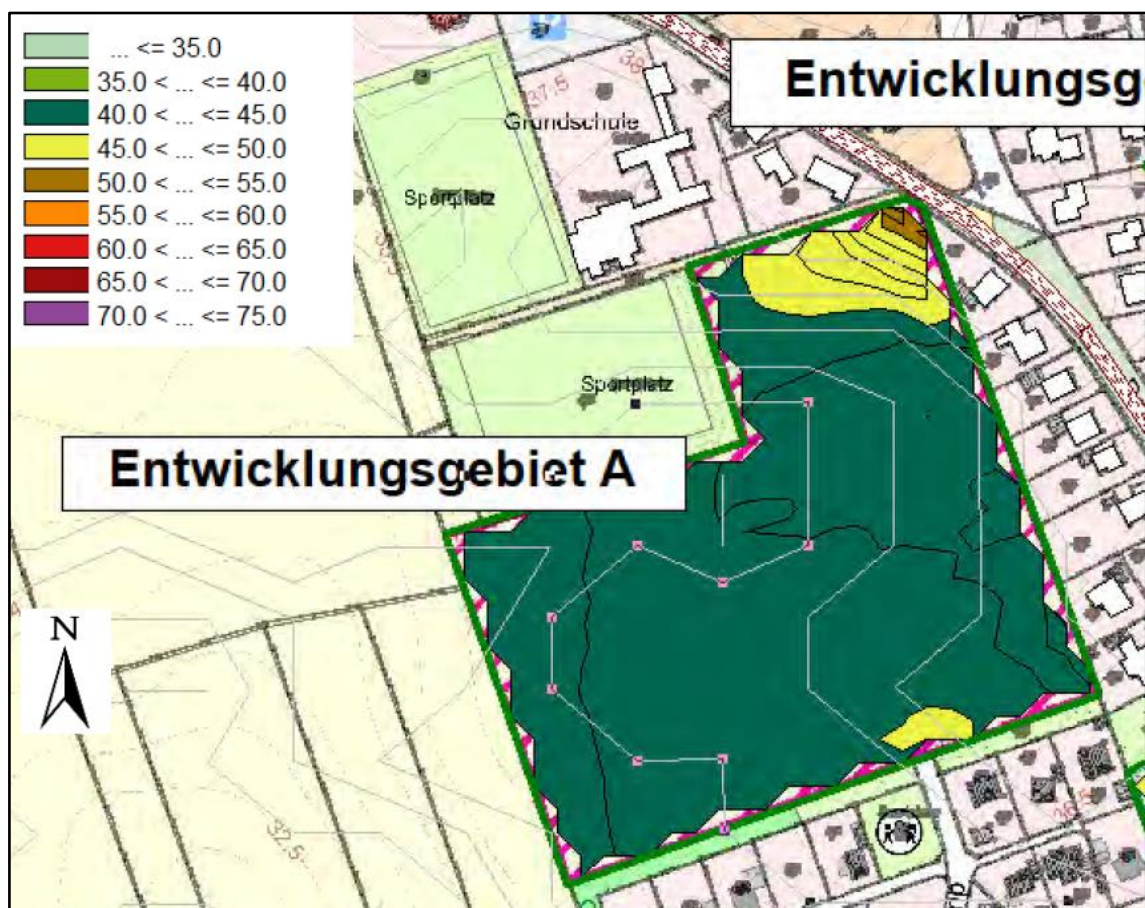 ... <= 35.0
35.0 < ... <= 40.0
40.0 < ... <= 45.0
45.0 < ... <= 50.0
50.0 < ... <= 55.0
55.0 < ... <= 60.0
60.0 < ... <= 65.0
65.0 < ... <= 70.0
70.0 < ... <= 75.0
Entwicklungsg
38
37.5
Grundschule
Sportplatz
Sportplatz
Entwicklungsgebiet A
N
32.5